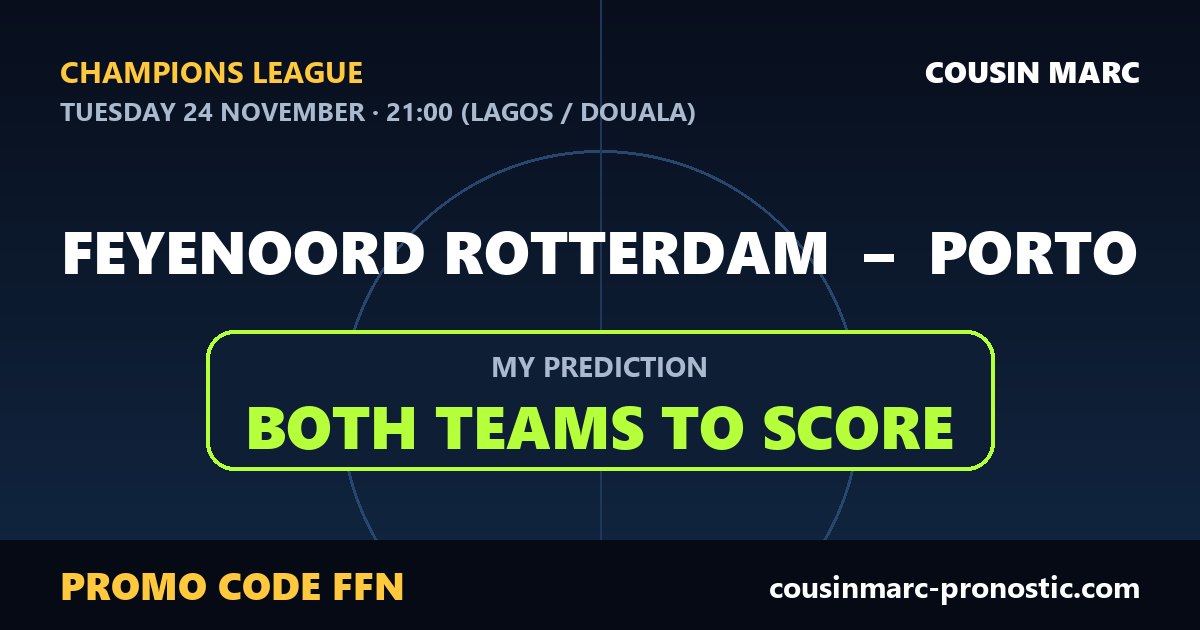 CHAMPIONS LEAGUE
COUSIN MARC
TUESDAY 24 NOVEMBER · 21:00 (LAGOS / DOUALA)
FEYENOORD ROTTERDAM – PORTO
MY PREDICTION
BOTH TEAMS TO SCORE
PROMO CODE FFN
cousinmarc-pronostic.com